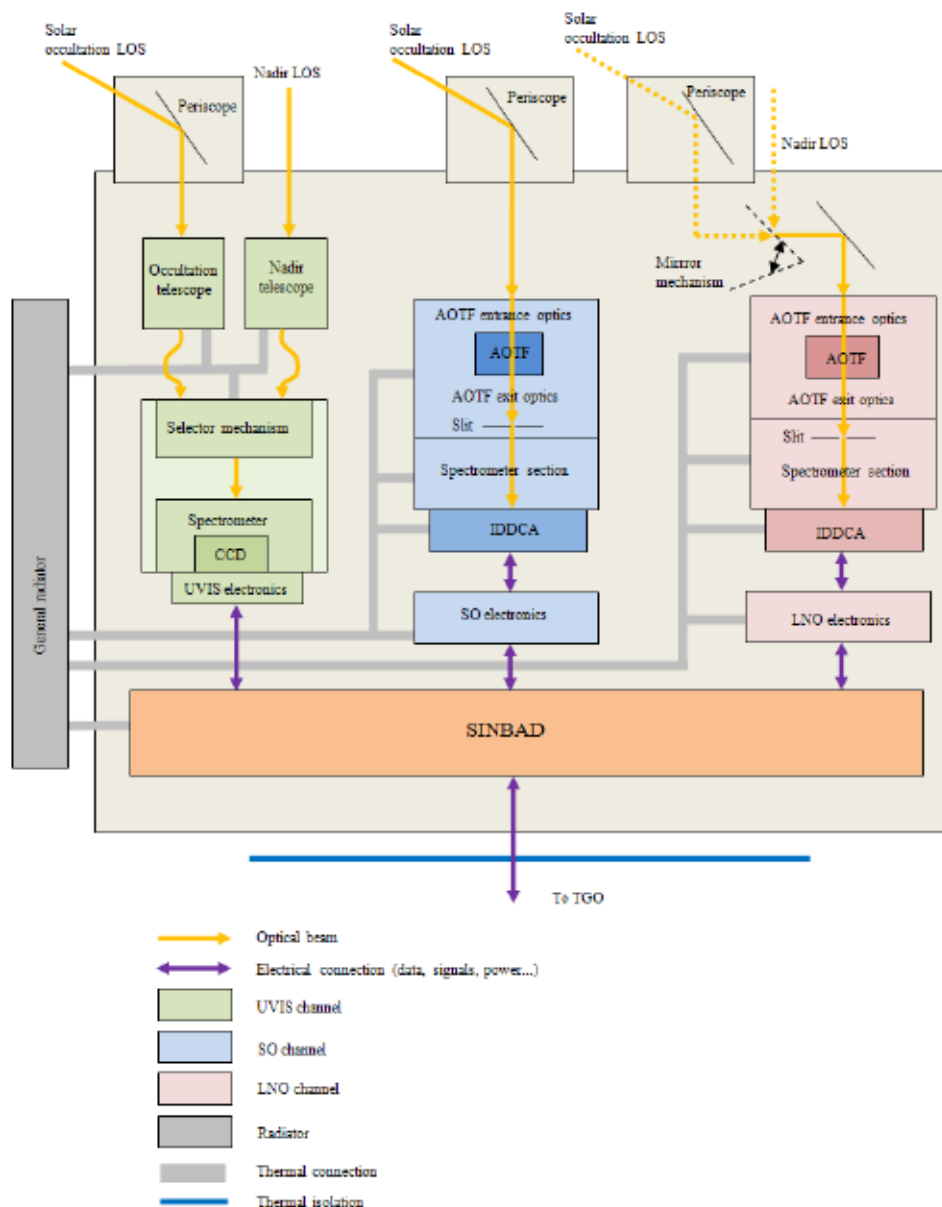 Solar
occultation LOS
Nadir LOS
Periscope
Solar
occultation LOS
Periscope
Solar
occultation LOS
Periscope
Nadir LOS
Mirrror
mechanism
Occultation
telescope
Nadir
telescope
AOTF entrance optics
AOTF
AOTF exit optics
Slit
Spectrometer section
IDDCA
SO electronics
AOTF entrance optics
AOTF
AOTF exit optics
Slit
Spectrometer section
IDDCA
LNO electronics
Selector mechanism
Spectrometer
CCD
UVIS electronics
General radiator
SINBAD
To TGO
Optical beam
Electrical connection (data, signals, power...)
UVIS channel
SO channel
LNO channel
Radiator
Thermal connection
Thermal isolation